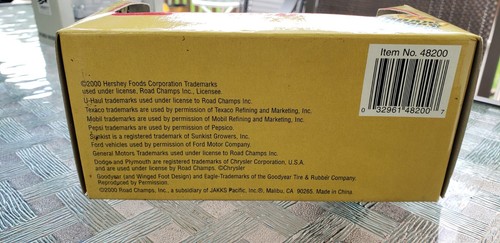 Item No. 48200
0 32961 48200 7
©2000 Hershey Foods Corporation Trademarks
used under license, Road Champs Inc., Licensee.
U-Haul trademarks used under license to Road Champs Inc.
Texaco trademarks are used by permission of Texaco Refining and Marketing, Inc.
Mobil trademarks are used by permission of Mobil Refining and Marketing, Inc.
Pepsi trademarks are used by permission of Pepsico.
Sunkist is a registered trademark of Sunkist Growers, Inc.
Ford vehicles used by permission of Ford Motor Company.
General Motors Trademarks used under license to Road Champs Inc.
Dodge and Plymouth are registered trademarks of Chrysler Corporation, U.S.A.
and are used under license by Road Champs. ©Chrysler
Goodyear (and Winged Foot Design) and Eagle-Trademarks of the Goodyear Tire & Rubber Company.
Reproduced by Permission.
©2000 Road Champs, Inc., a subsidiary of JAKKS Pacific, Inc.®, Malibu, CA 90265. Made in China.